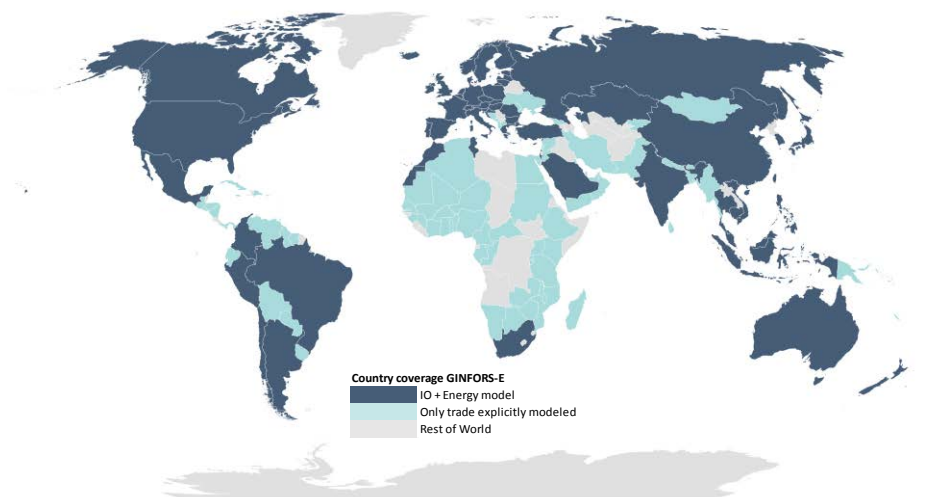 Country coverage GINFORS-E
IO + Energy model
Only trade explicitly modeled
Rest of World